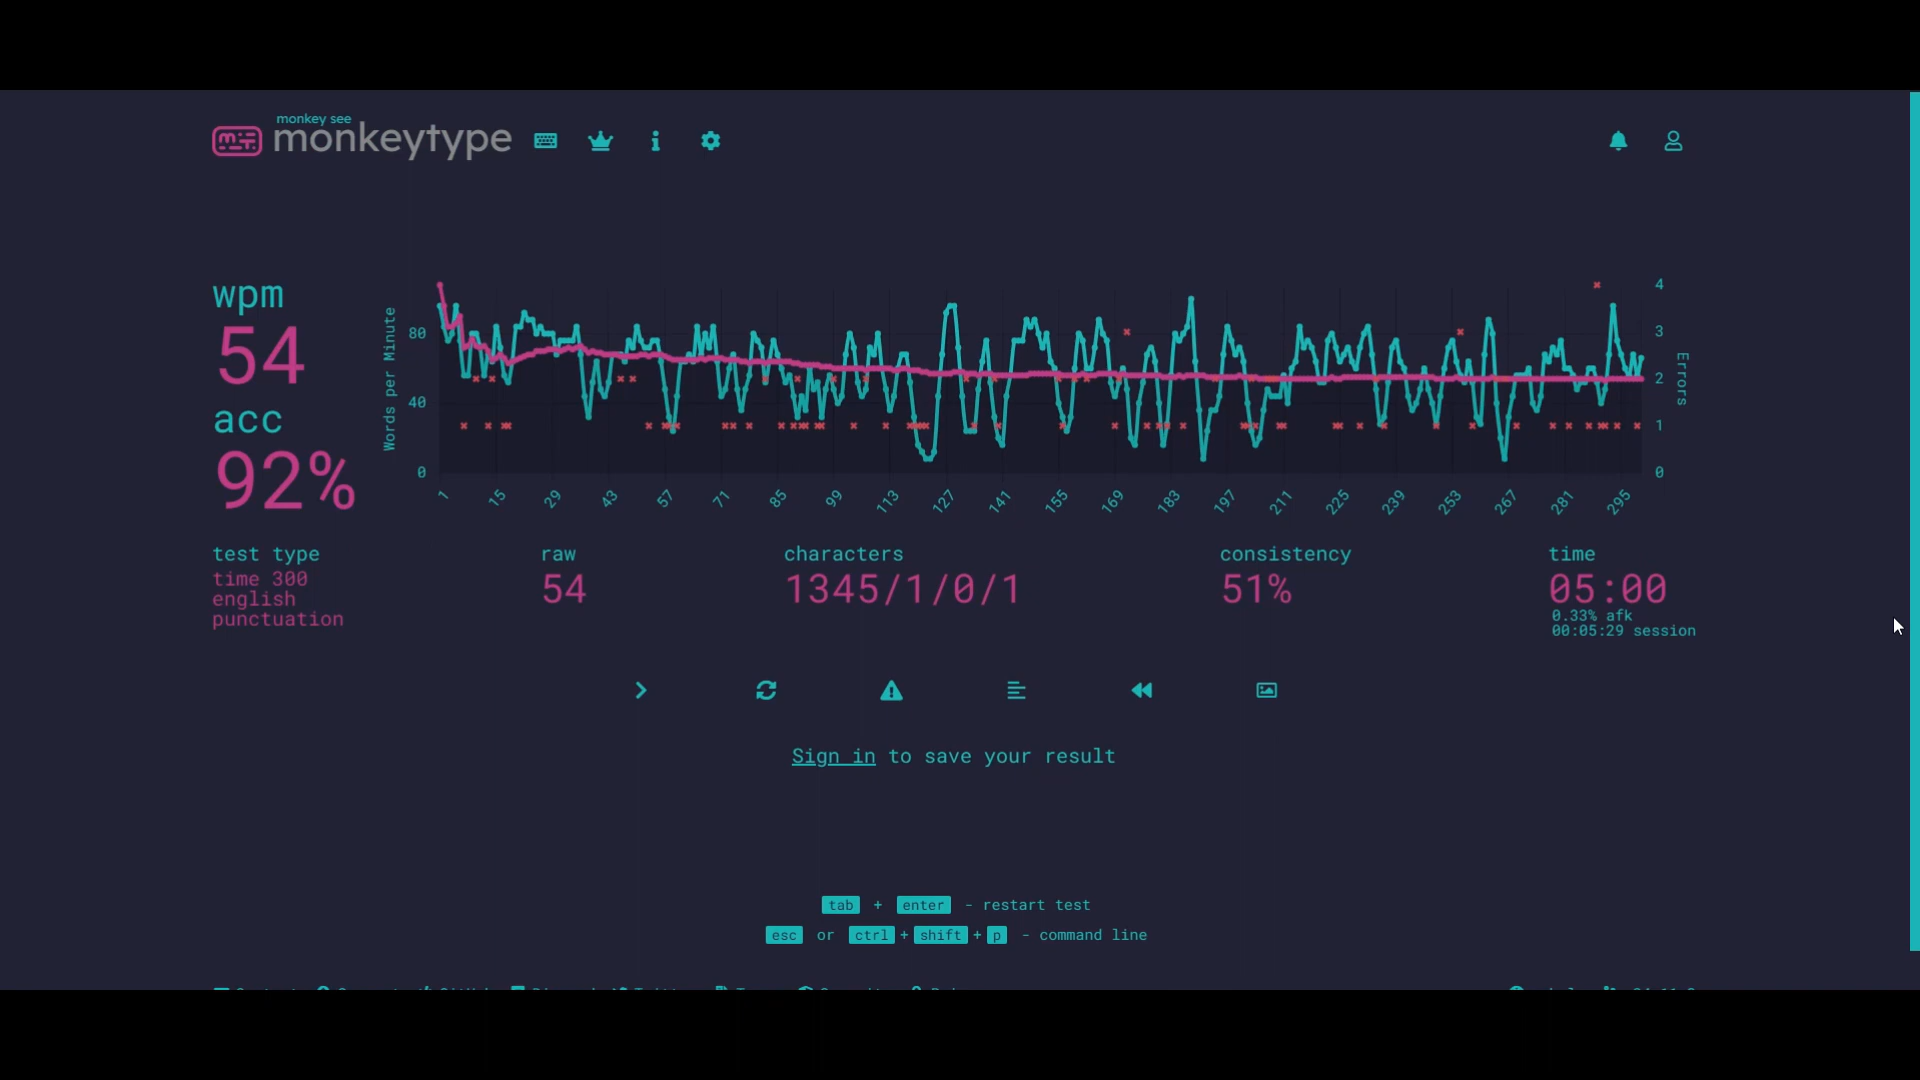 monkey see
monkeytype
wpm
54
acc
92%
Words per Minute
80
40
0
4
3
2
1
0
Errors
1 15 29 43 57 71 85 99 113 127 141 155 169 183 197 211 225 239 253 267 281 295
test type
time 300
english
punctuation
raw
54
characters
1345/1/0/1
consistency
51%
time
05:00
0.33% afk
00:05:29 session
Sign in to save your result
tab + enter - restart test
esc or ctrl + shift + p - command line